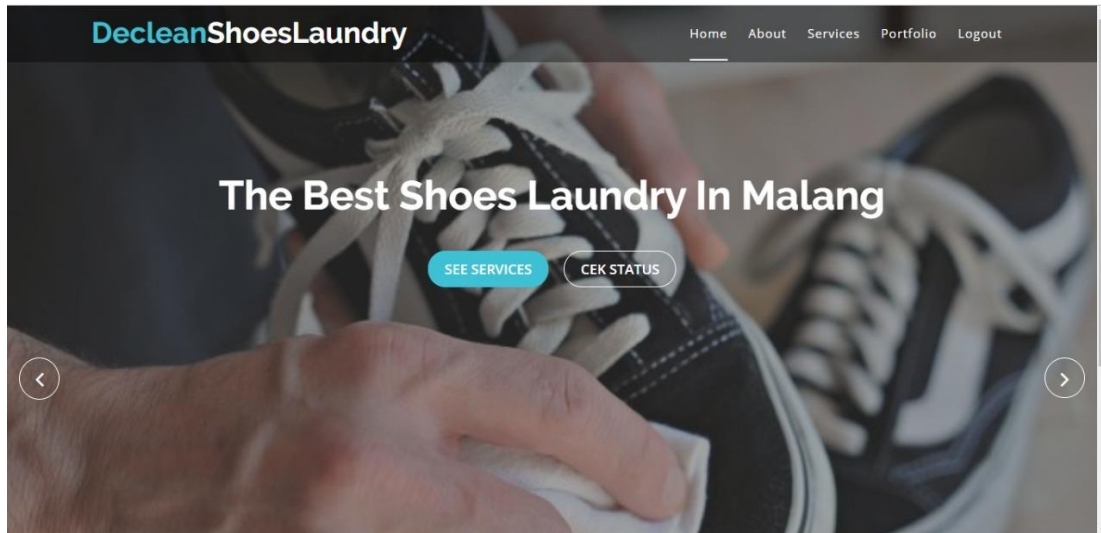 DecleanShoesLaundry
Home About Services Portfolio Logout
The Best Shoes Laundry In Malang
SEE SERVICES CEK STATUS